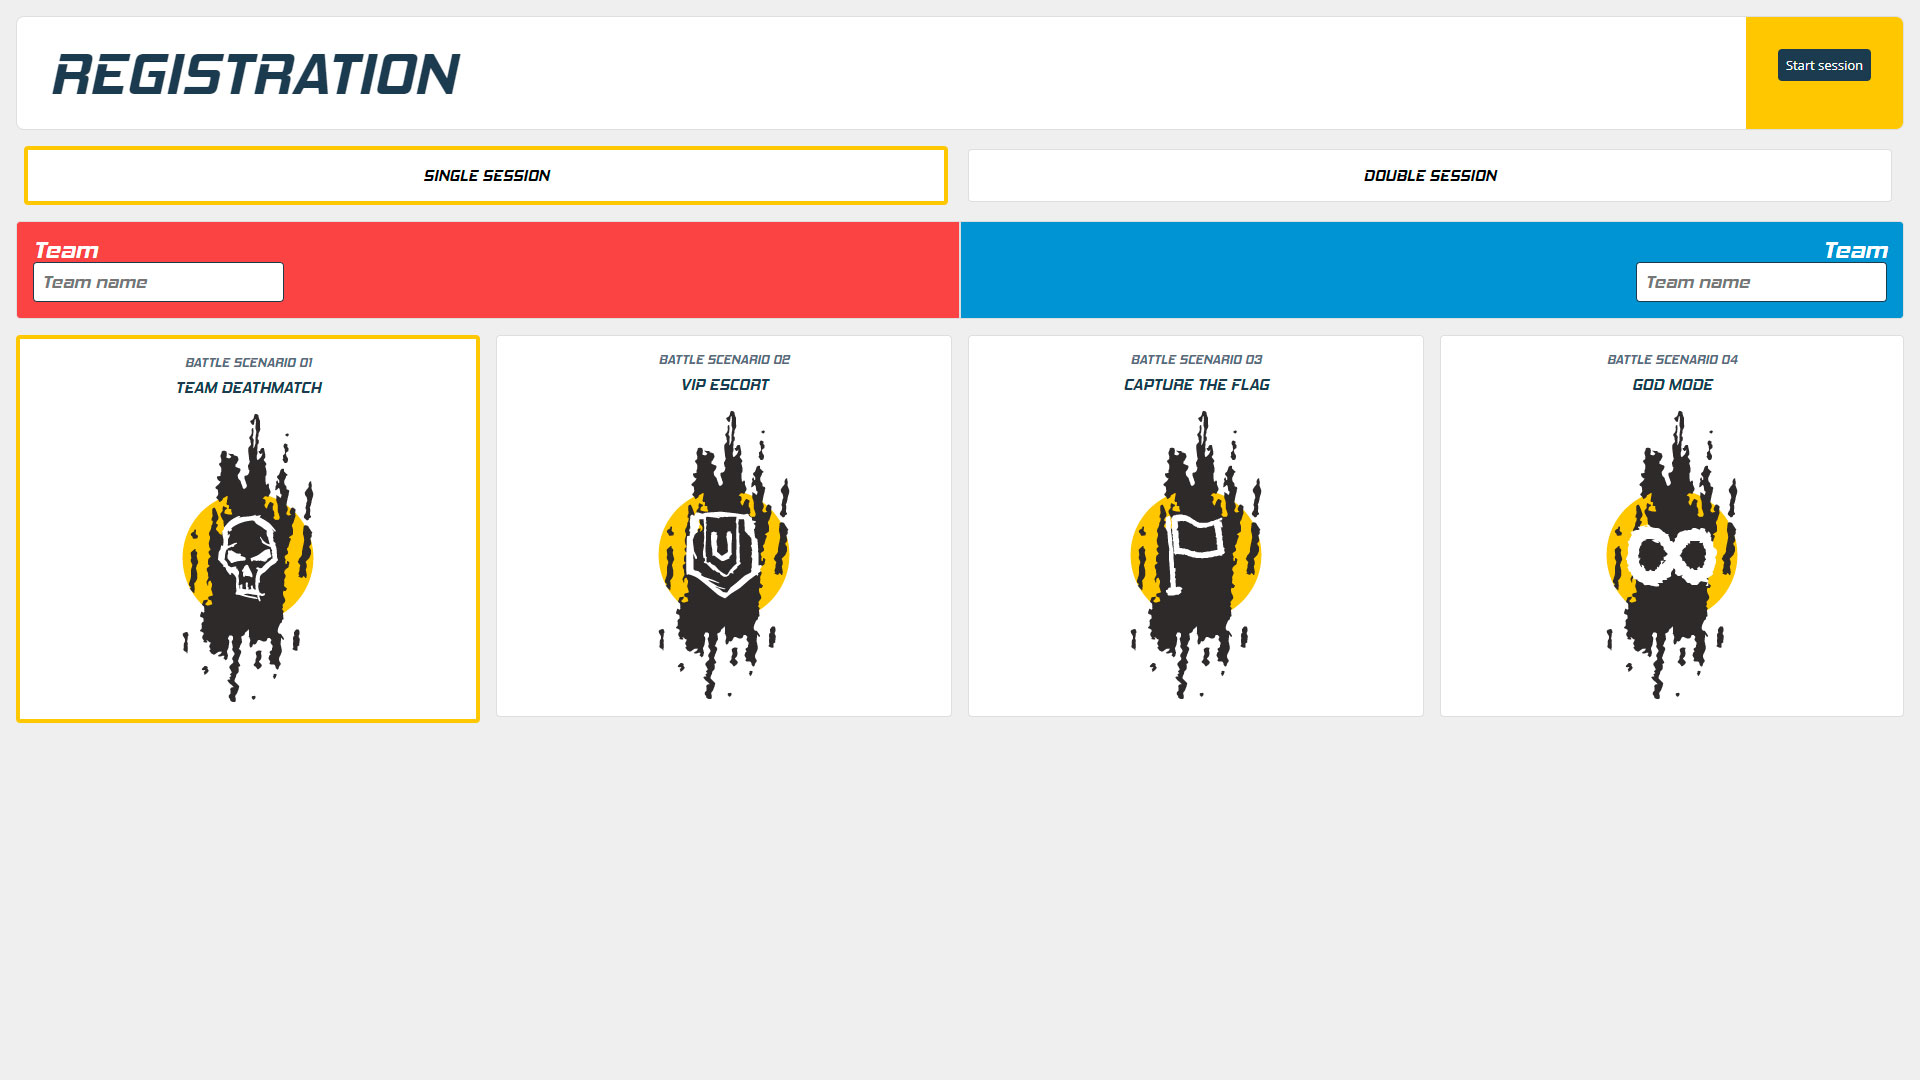 REGISTRATION
Start session
SINGLE SESSION
DOUBLE SESSION
Team
Team name
Team
Team name
BATTLE SCENARIO 01
TEAM DEATHMATCH
BATTLE SCENARIO 02
VIP ESCORT
BATTLE SCENARIO 03
CAPTURE THE FLAG
BATTLE SCENARIO 04
GOD MODE